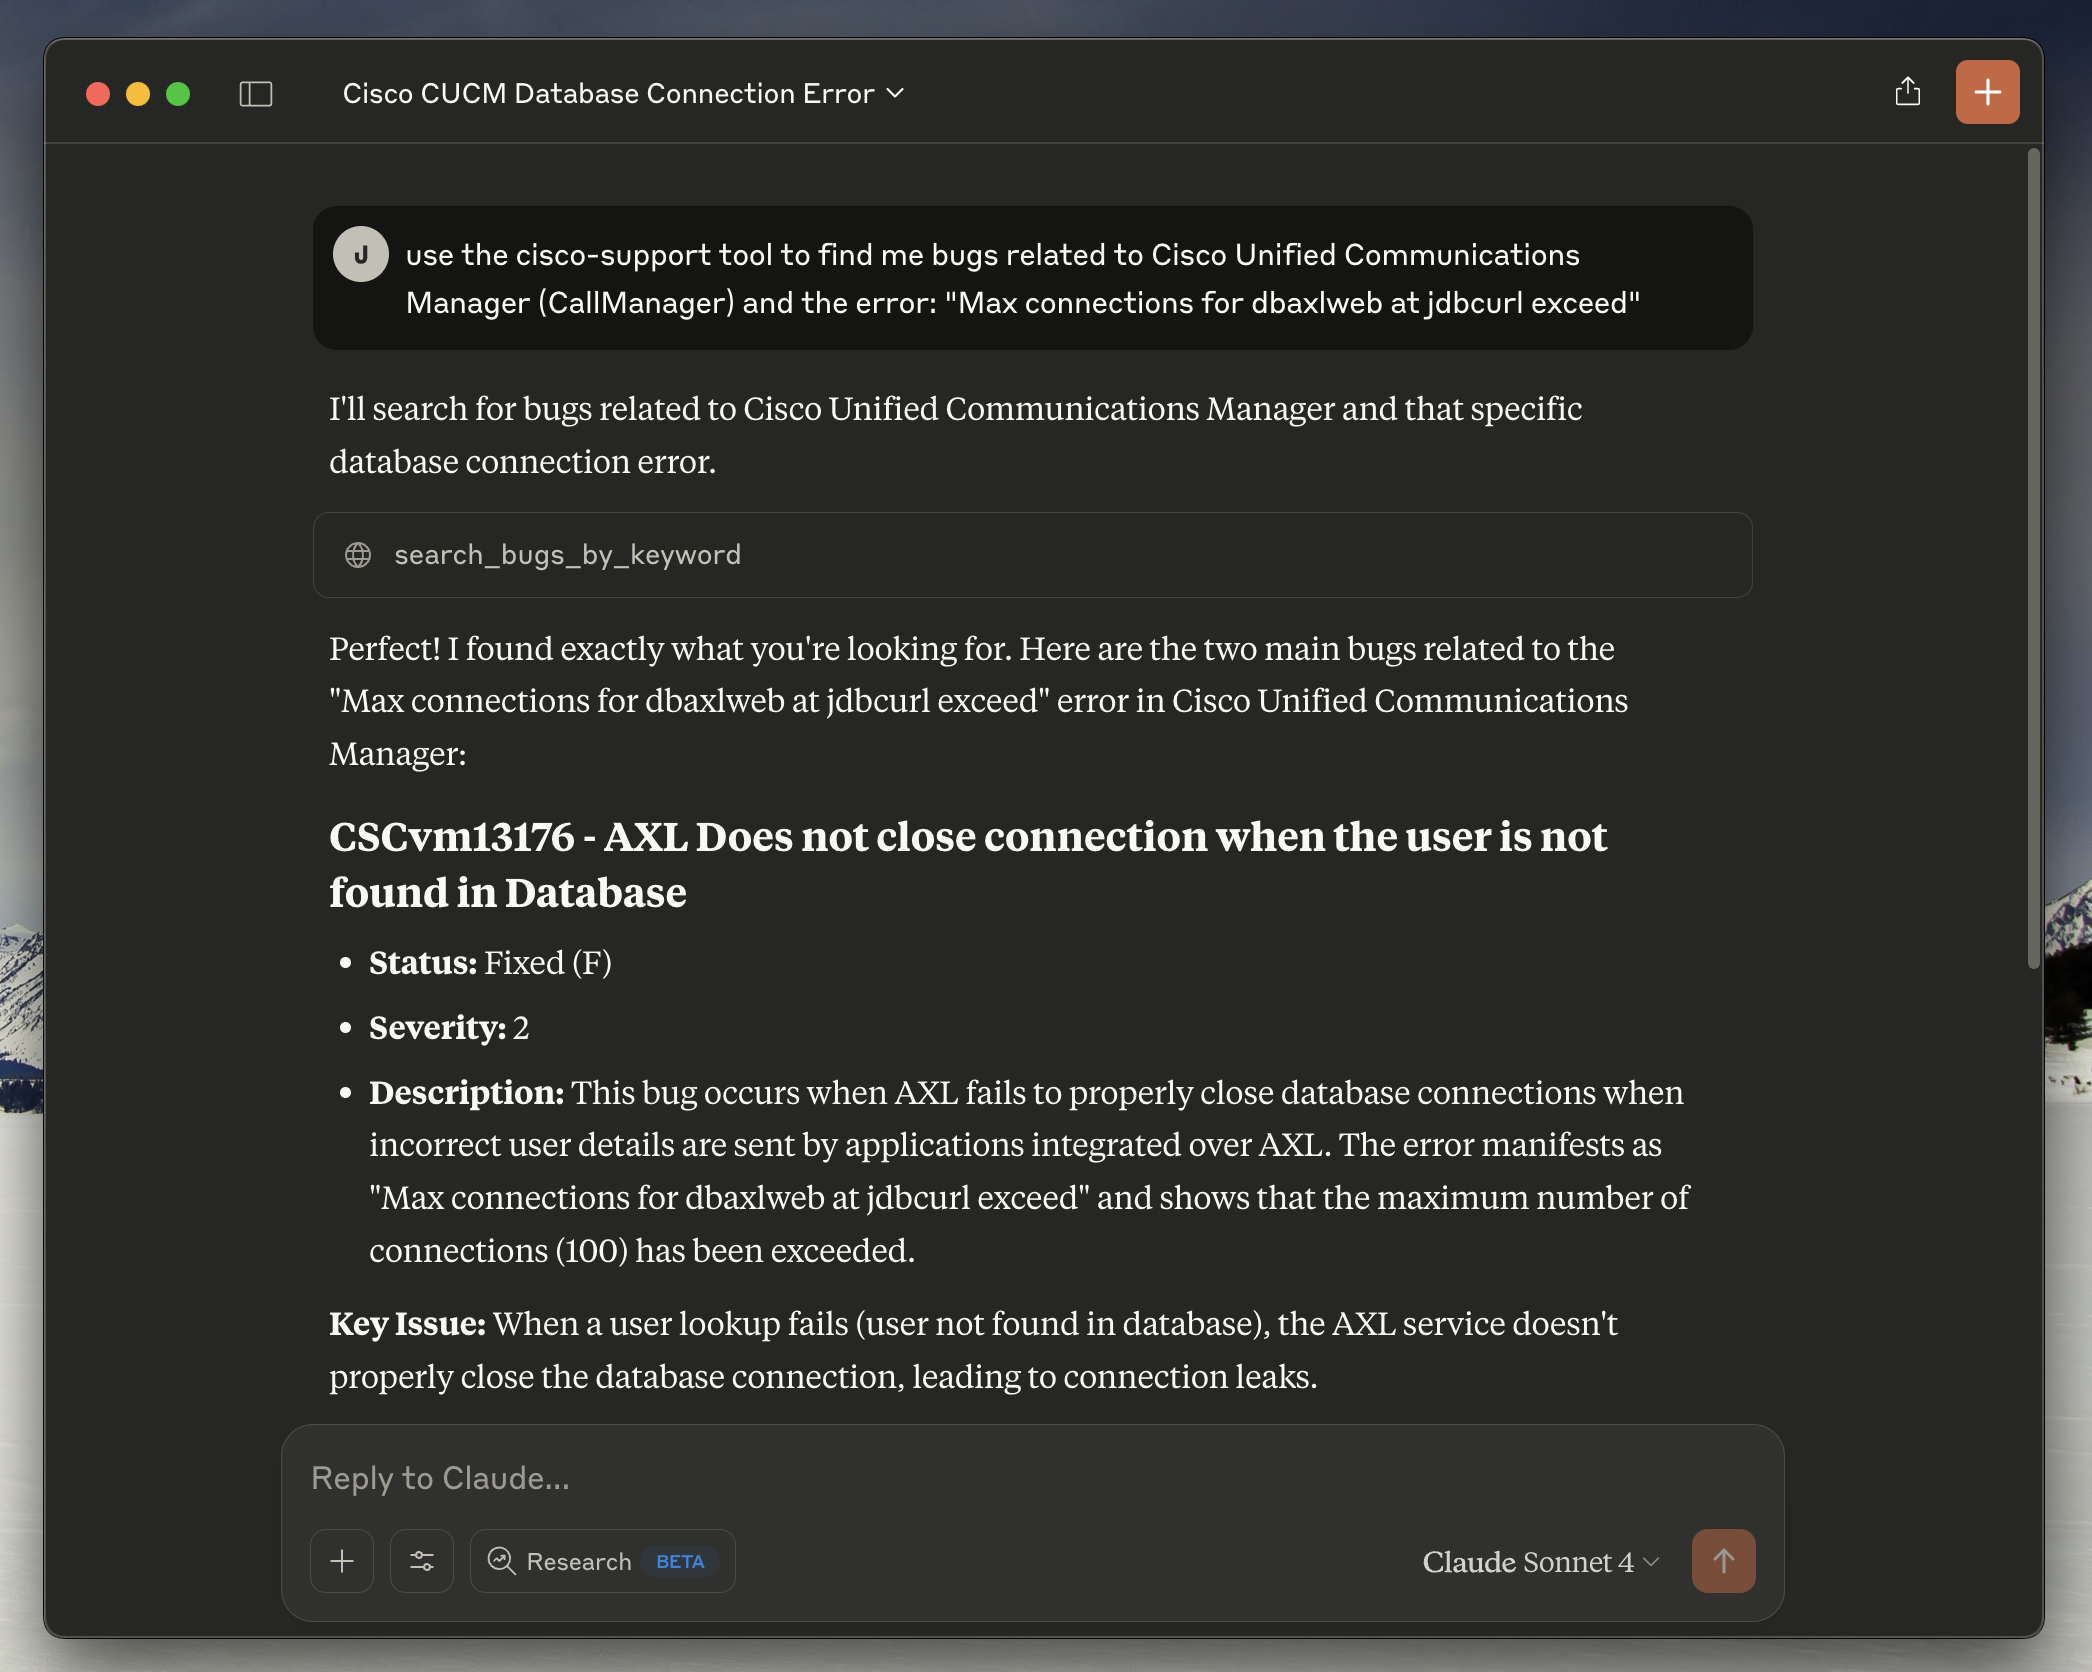 Cisco CUCM Database Connection Error
J
use the cisco-support tool to find me bugs related to Cisco Unified Communications
Manager (CallManager) and the error: "Max connections for dbaxlweb at jdbcurl exceed"
I'll search for bugs related to Cisco Unified Communications Manager and that specific
database connection error.
search_bugs_by_keyword
Perfect! I found exactly what you're looking for. Here are the two main bugs related to the
"Max connections for dbaxlweb at jdbcurl exceed" error in Cisco Unified Communications
Manager:
CSCvm13176 - AXL Does not close connection when the user is not
found in Database
• Status: Fixed (F)
• Severity: 2
• Description: This bug occurs when AXL fails to properly close database connections when
incorrect user details are sent by applications integrated over AXL. The error manifests as
"Max connections for dbaxlweb at jdbcurl exceed" and shows that the maximum number of
connections (100) has been exceeded.
Key Issue: When a user lookup fails (user not found in database), the AXL service doesn't
properly close the database connection, leading to connection leaks.
Reply to Claude...
Research BETA
Claude Sonnet 4